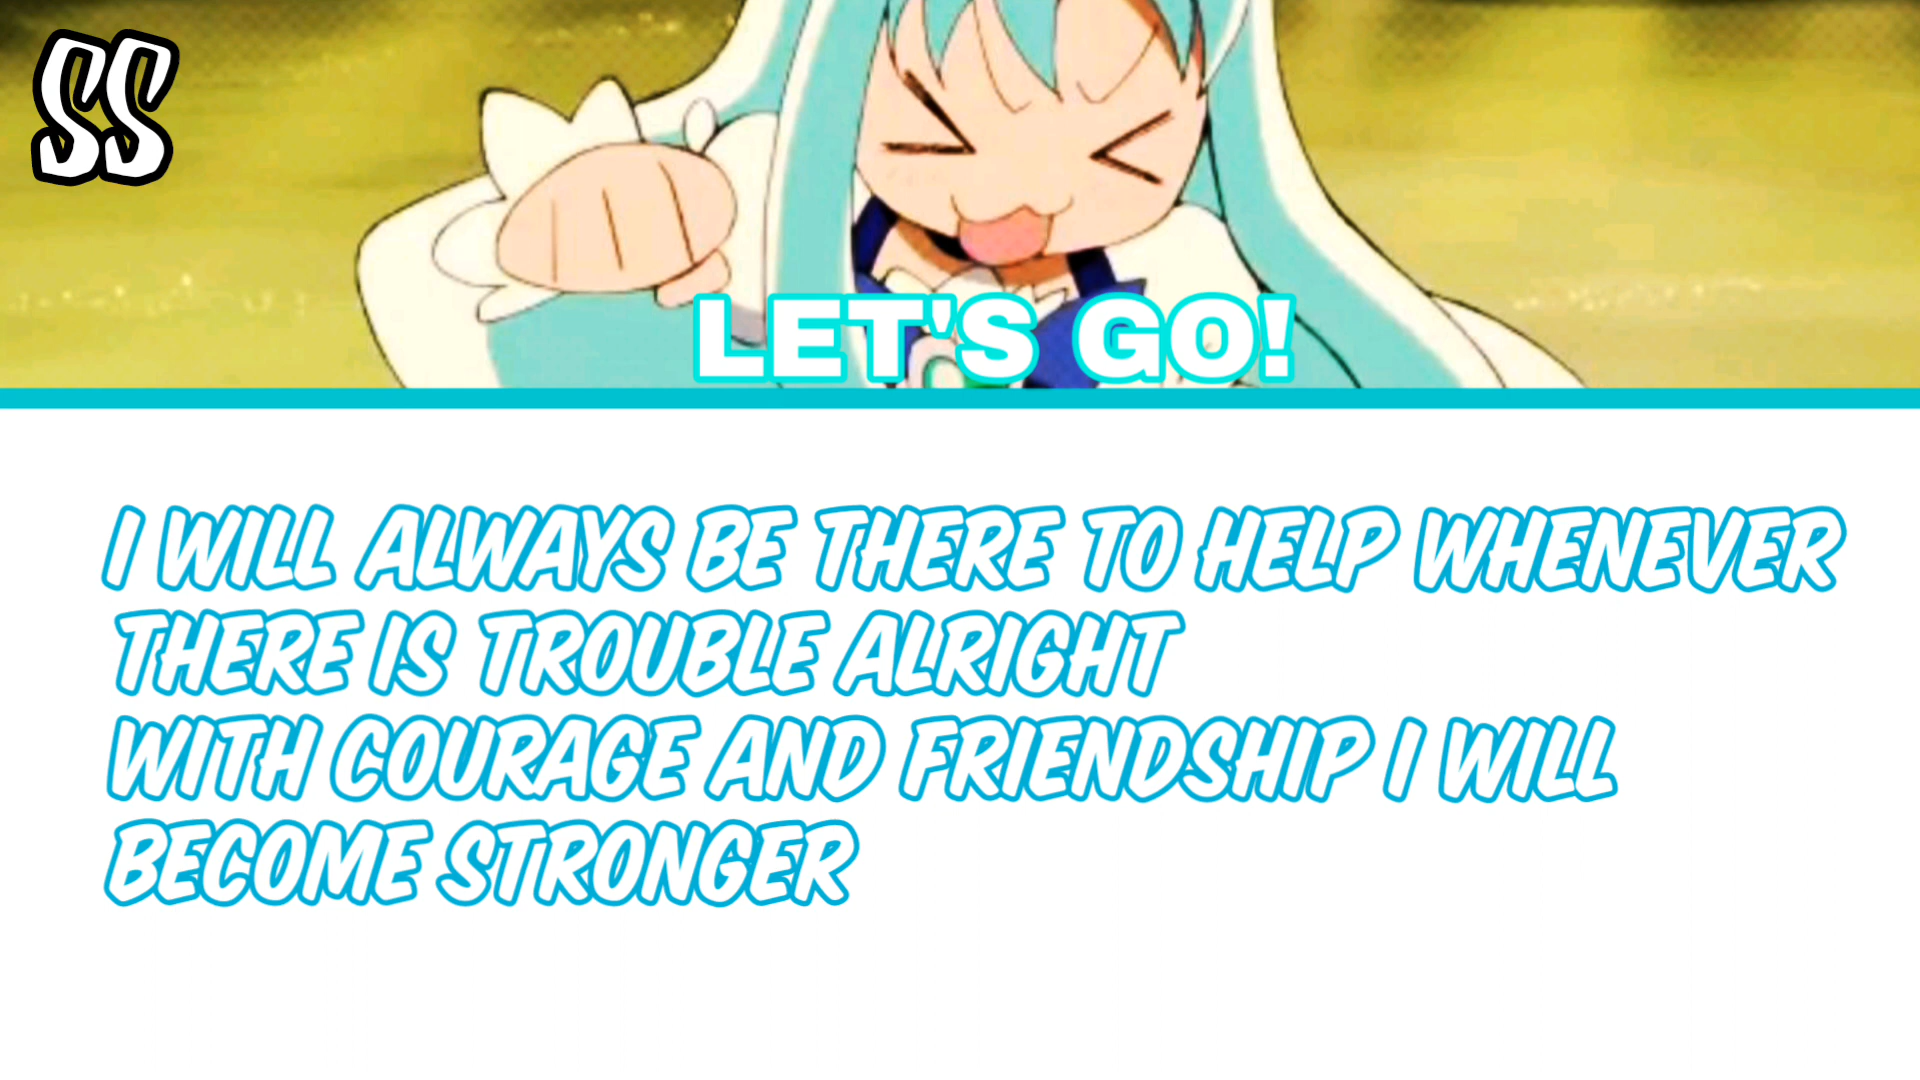 SS
LET'S GO!
I WILL ALWAYS BE THERE TO HELP WHENEVER
THERE IS TROUBLE ALRIGHT
WITH COURAGE AND FRIENDSHIP I WILL
BECOME STRONGER